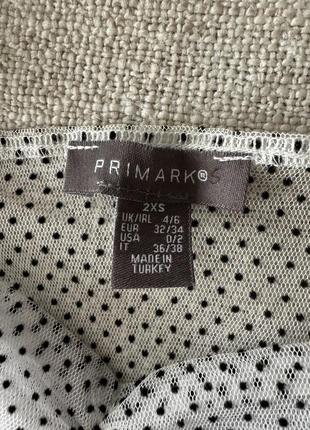 PRIMARK®
2XS
UK/IRL 4/6
EUR 32/34
USA 0/2
IT 36/38
MADE IN
TURKEY